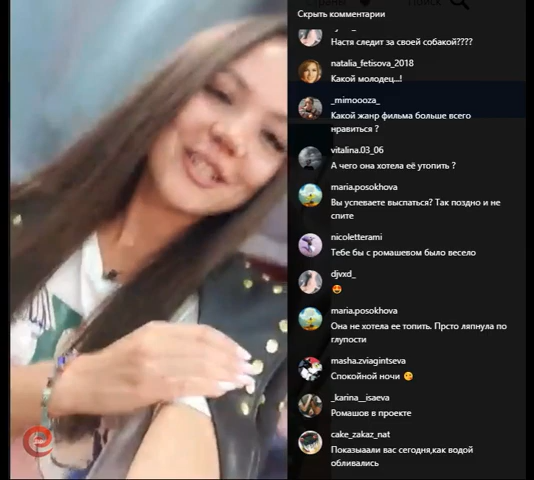 Поиск
Скрыть комментарии
Настя следит за своей собакой????
natalia_fetisova_2018
Какой молодец...!
_mimoooza_
Какой жанр фильма больше всего
нравиться ?
vitalina.03_06
А чего она хотела её утопить ?
maria.posokhova
Вы успеваете выспаться? Так поздно и не
спите
nicoletterami
Тебе бы с ромашевом было весело
djvxd_
maria.posokhova
Она не хотела ее топить. Прсто ляпнула по
глупости
masha.zviagintseva
Спокойной ночи
_karina__isaeva
Ромашов в проекте
cake_zakaz_nat
Показыаали вас сегодня,как водой
обливались